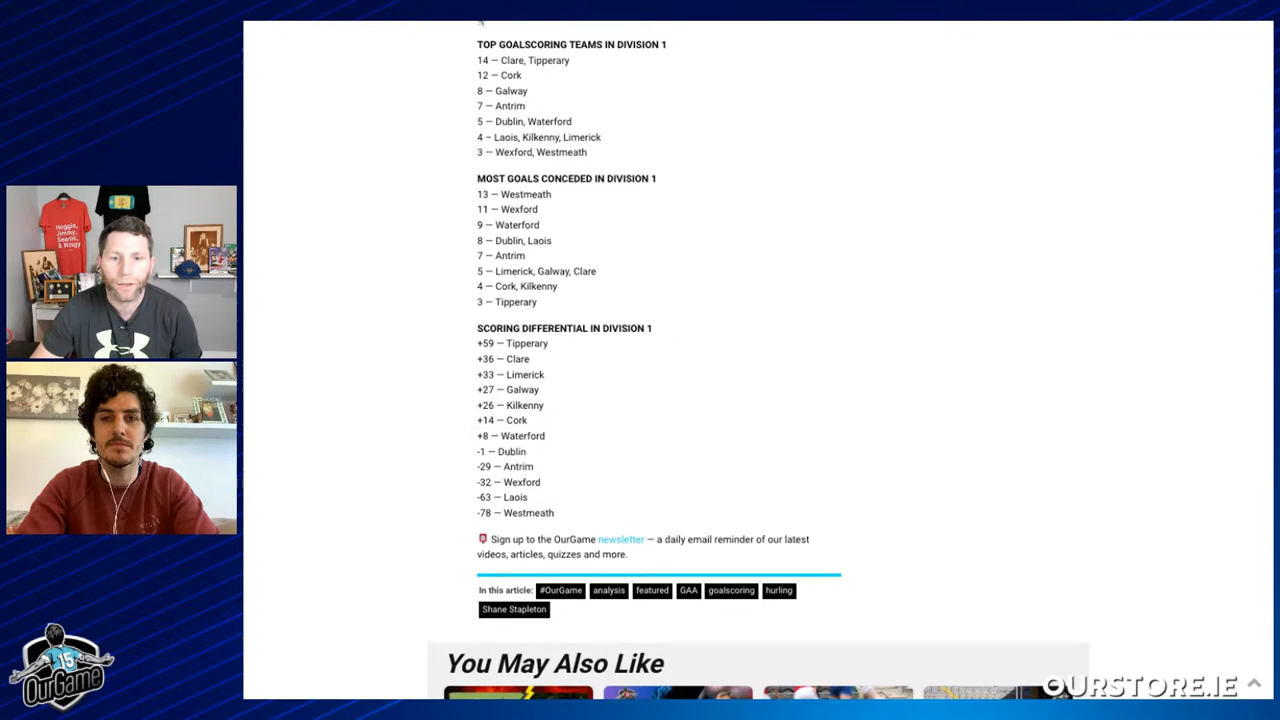 TOP GOALSCORING TEAMS IN DIVISION 1
14 — Clare, Tipperary
12 — Cork
8 — Galway
7 — Antrim
5 — Dublin, Waterford
4 – Laois, Kilkenny, Limerick
3 — Wexford, Westmeath
MOST GOALS CONCEDED IN DIVISION 1
13 — Westmeath
11 — Wexford
9 — Waterford
8 — Dublin, Laois
7 — Antrim
5 — Limerick, Galway, Clare
4 — Cork, Kilkenny
3 — Tipperary
SCORING DIFFERENTIAL IN DIVISION 1
+59 — Tipperary
+36 — Clare
+33 — Limerick
+27 — Galway
+26 — Kilkenny
+14 — Cork
+8 — Waterford
-1 — Dublin
-29 — Antrim
-32 — Wexford
-63 — Laois
-78 — Westmeath
Sign up to the OurGame newsletter — a daily email reminder of our latest
videos, articles, quizzes and more.
In this article: #OurGame analysis featured GAA goalscoring hurling
Shane Stapleton
You May Also Like
Hoggie,
Jimmy,
Seanie,
& Ringy
15
OurGame
OURSTORE.IE